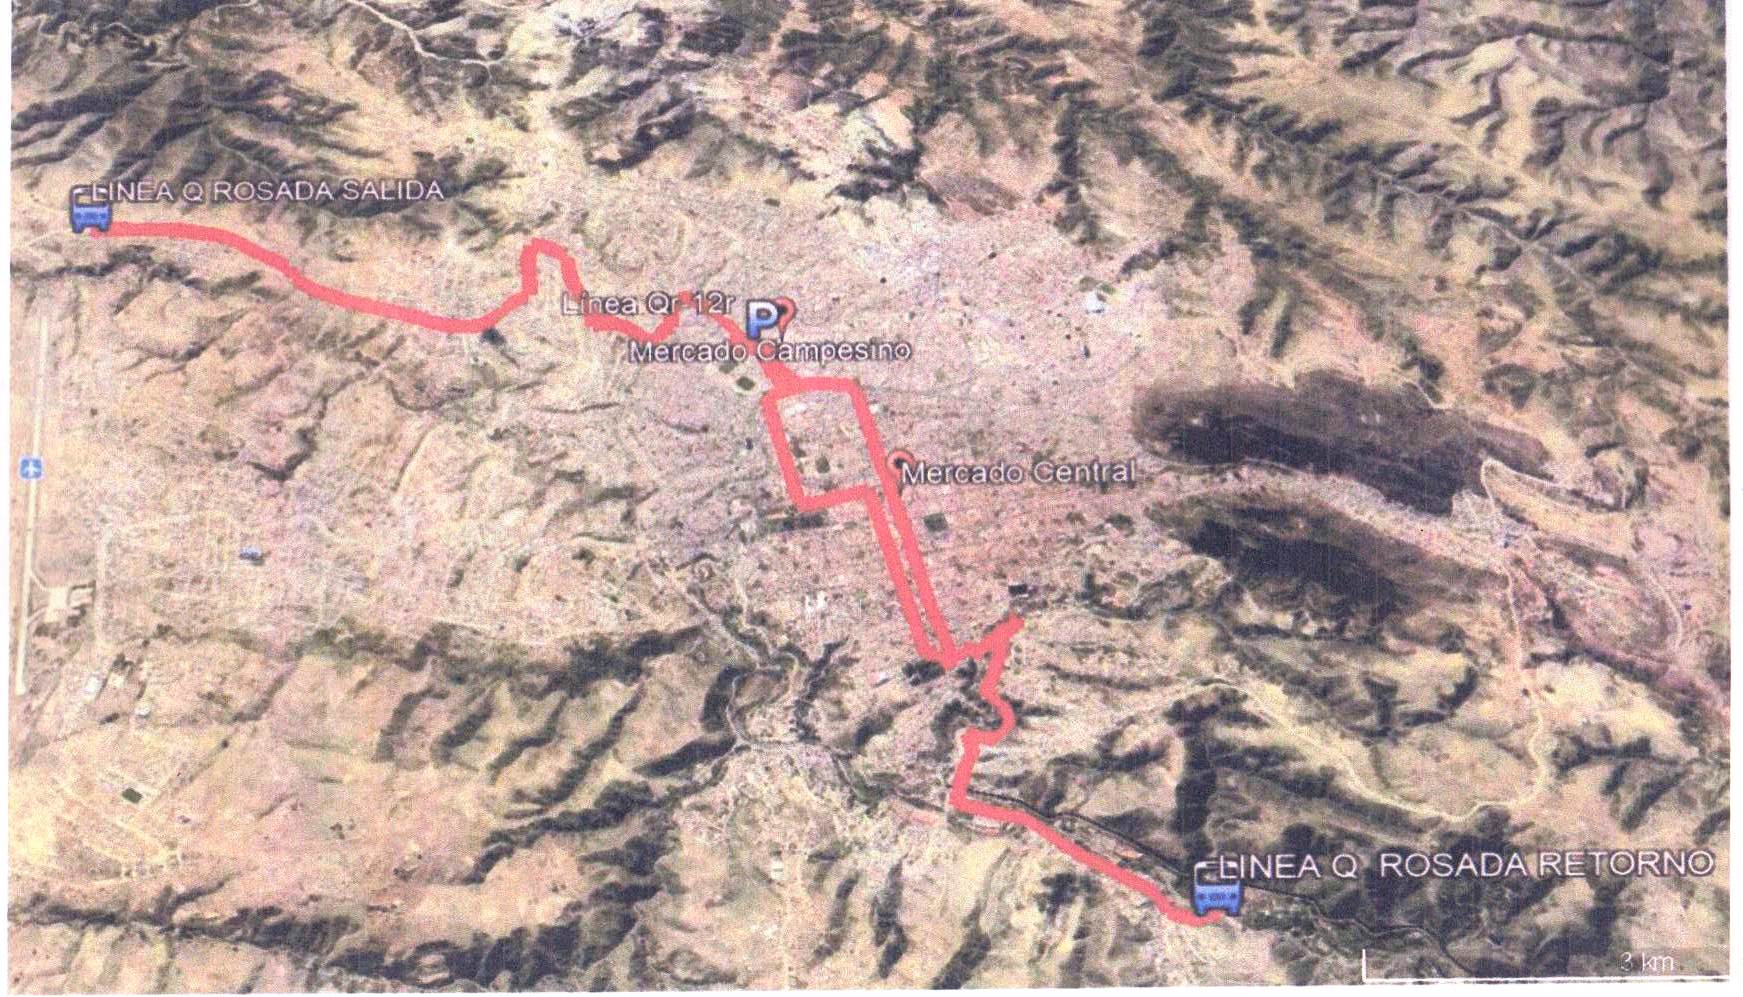 LINEA Q ROSADA SALIDA
Línea Qr-12r
P
Mercado Campesino
Mercado Central
LINEA Q ROSADA RETORNO
3 km